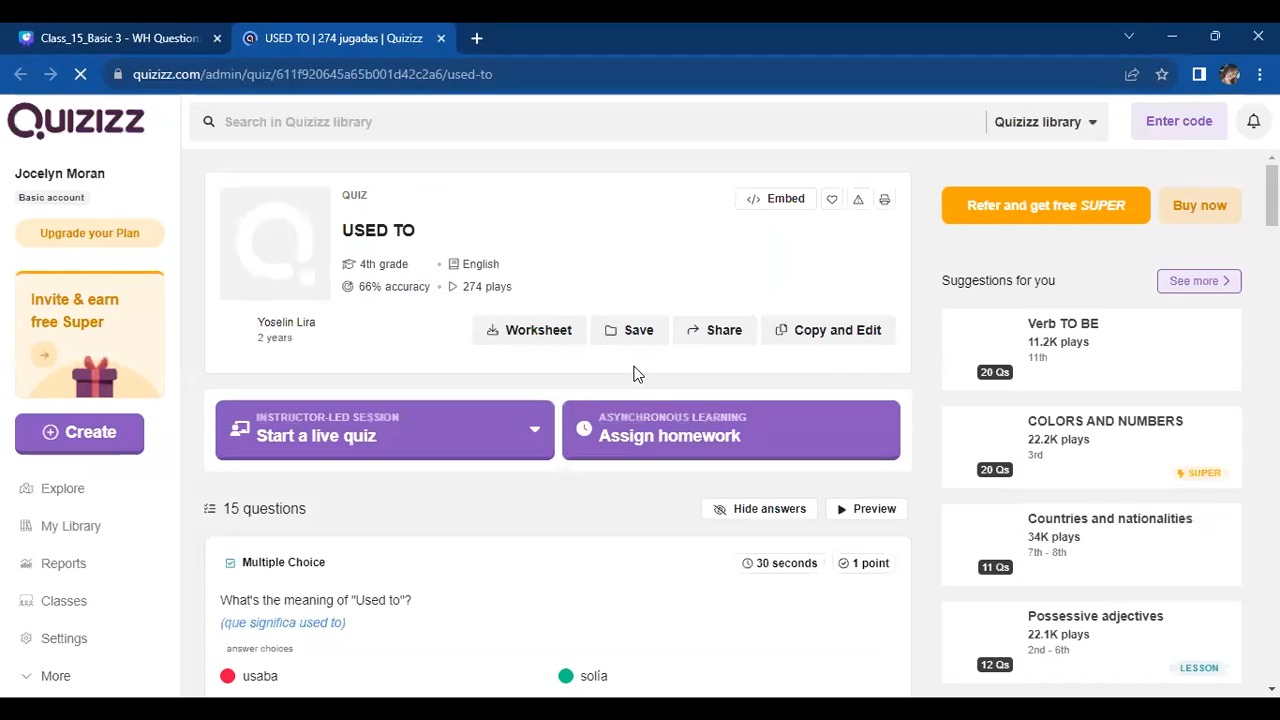 Class_15_Basic 3 - WH Question
USED TO | 274 jugadas | Quizizz
quizizz.com/admin/quiz/611f920645a65b001d42c2a6/used-to
QUIZIZZ
Search in Quizizz library
Quizizz library
Enter code
Jocelyn Moran
Basic account
Upgrade your Plan
Invite & earn
free Super
Create
Explore
My Library
Reports
Classes
Settings
More
QUIZ
Embed
USED TO
4th grade
English
66% accuracy
274 plays
Yoselin Lira
2 years
Worksheet
Save
Share
Copy and Edit
INSTRUCTOR-LED SESSION
Start a live quiz
ASYNCHRONOUS LEARNING
Assign homework
15 questions
Hide answers
Preview
Multiple Choice
30 seconds
1 point
What's the meaning of "Used to"?
(que significa used to)
answer choices
usaba
solía
Refer and get free SUPER
Buy now
Suggestions for you
See more
Verb TO BE
11.2K plays
11th
20 Qs
COLORS AND NUMBERS
22.2K plays
3rd
20 Qs
SUPER
Countries and nationalities
34K plays
7th - 8th
11 Qs
Possessive adjectives
22.1K plays
2nd - 6th
12 Qs
LESSON